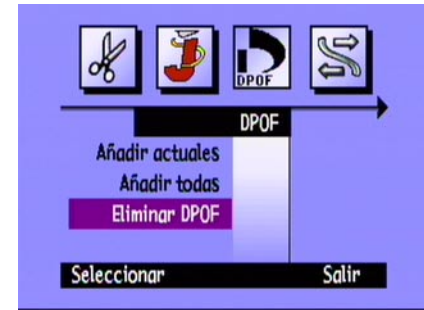 DPOF
DPOF
Añadir actuales
Añadir todas
Eliminar DPOF
Seleccionar Salir